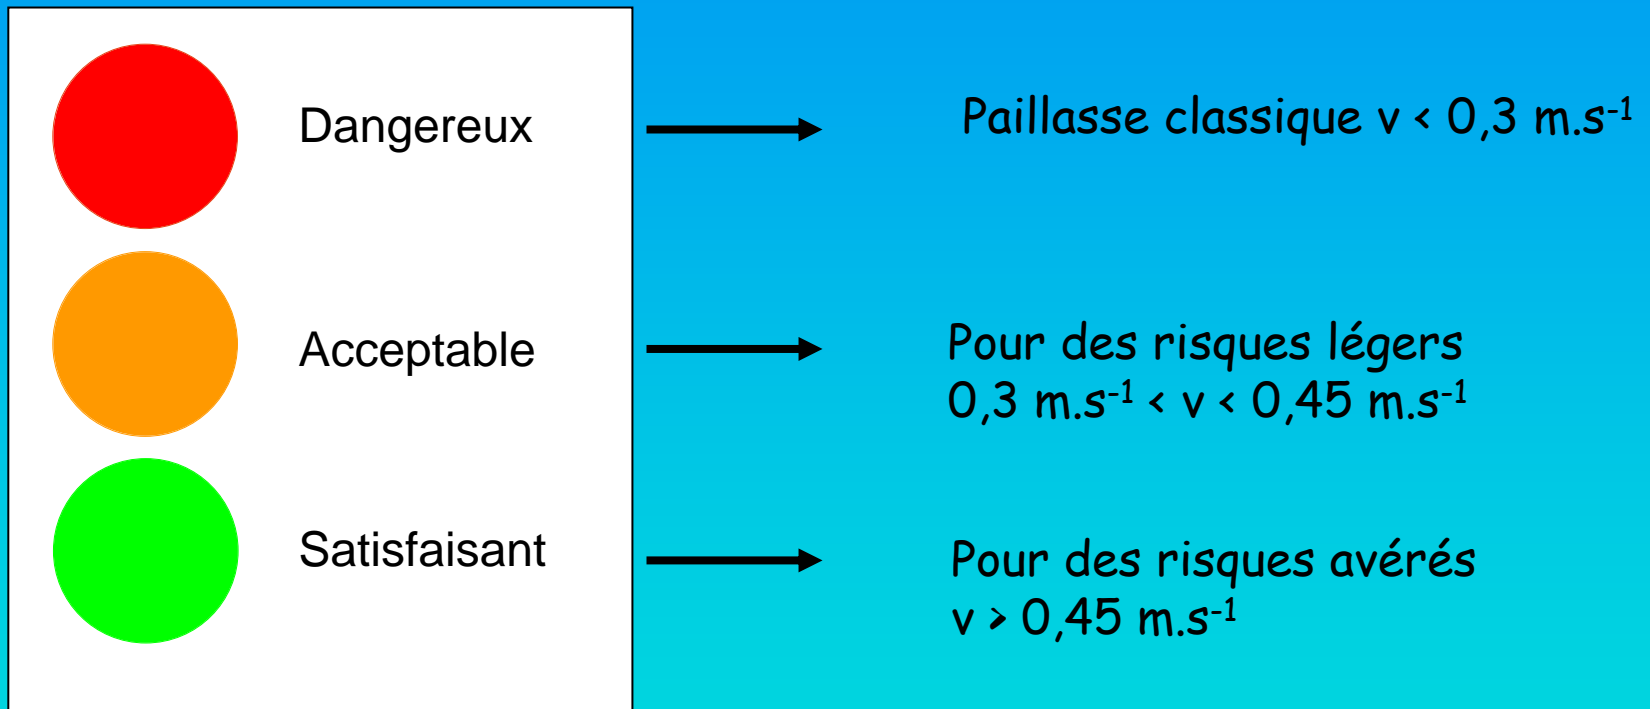 Dangereux
Paillasse classique v < 0,3 m.s⁻¹
Acceptable
Pour des risques légers
0,3 m.s⁻¹ < v < 0,45 m.s⁻¹
Satisfaisant
Pour des risques avérés
v > 0,45 m.s⁻¹